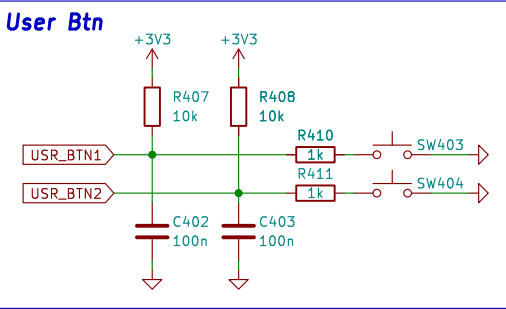 User Btn
+3V3 +3V3
R407 R408
10k 10k
R410
USR_BTN1 1k SW403
R411
USR_BTN2 1k SW404
C402 C403
100n 100n